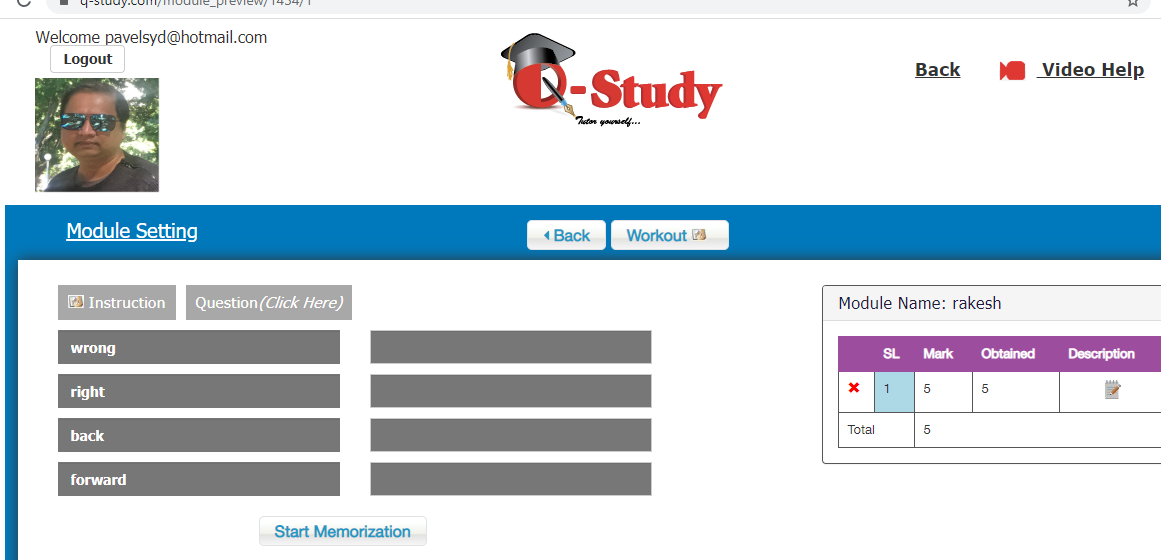 q-study.com/module_preview/1454/1
Welcome pavelsyd@hotmail.com
Logout
Q-Study
Tutor yourself...
Back
Video Help
Module Setting
Back
Workout
Instruction
Question(Click Here)
wrong
right
back
forward
Start Memorization
Module Name: rakesh
SL Mark Obtained Description
1 5 5
Total 5